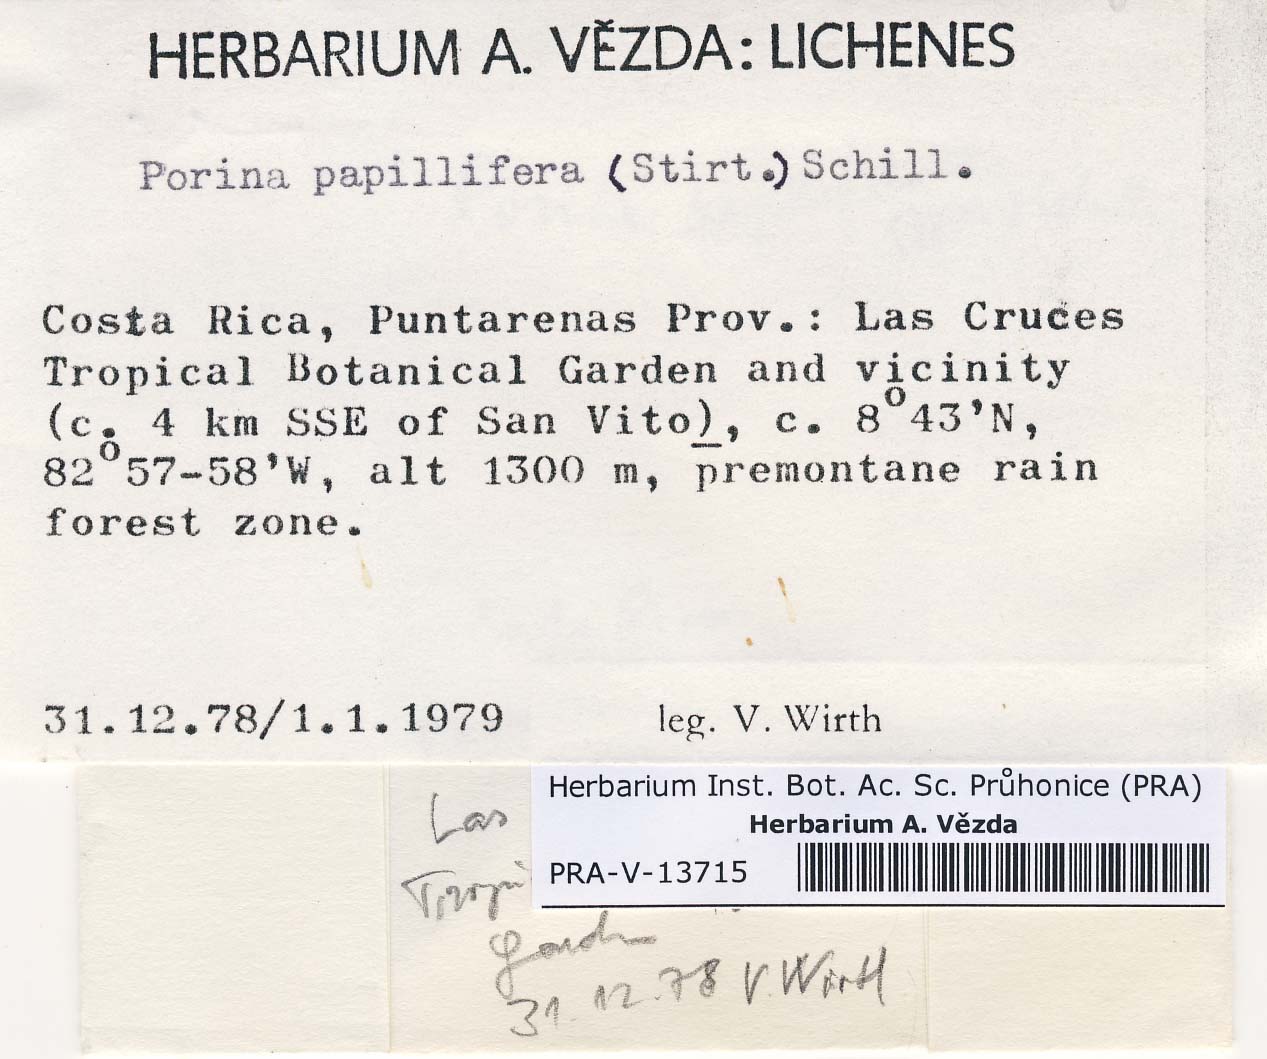 HERBARIUM A. VĚZDA: LICHENES
Porina papillifera (Stirt.) Schill.
Costa Rica, Puntarenas Prov.: Las Cruces
Tropical Botanical Garden and vicinity
(c. 4 km SSE of San Vito), c. 8°43'N,
82°57-58'W, alt 1300 m, premontane rain
forest zone.
31.12.78/1.1.1979 leg. V. Wirth
Herbarium Inst. Bot. Ac. Sc. Průhonice (PRA)
Herbarium A. Vězda
PRA-V-13715
Las
Tropi
Garden
31.12.78 V. Wirth